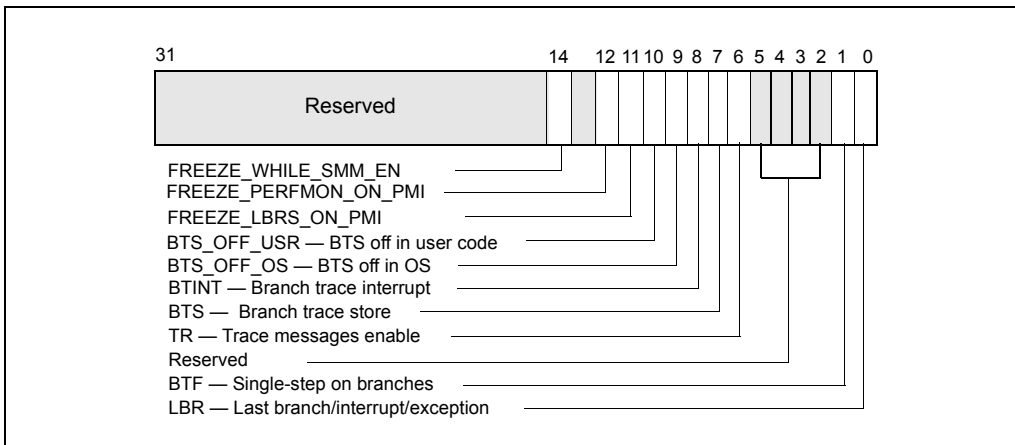 31 14 12 11 10 9 8 7 6 5 4 3 2 1 0
Reserved
FREEZE_WHILE_SMM_EN
FREEZE_PERFMON_ON_PMI
FREEZE_LBRS_ON_PMI
BTS_OFF_USR — BTS off in user code
BTS_OFF_OS — BTS off in OS
BTINT — Branch trace interrupt
BTS — Branch trace store
TR — Trace messages enable
Reserved
BTF — Single-step on branches
LBR — Last branch/interrupt/exception